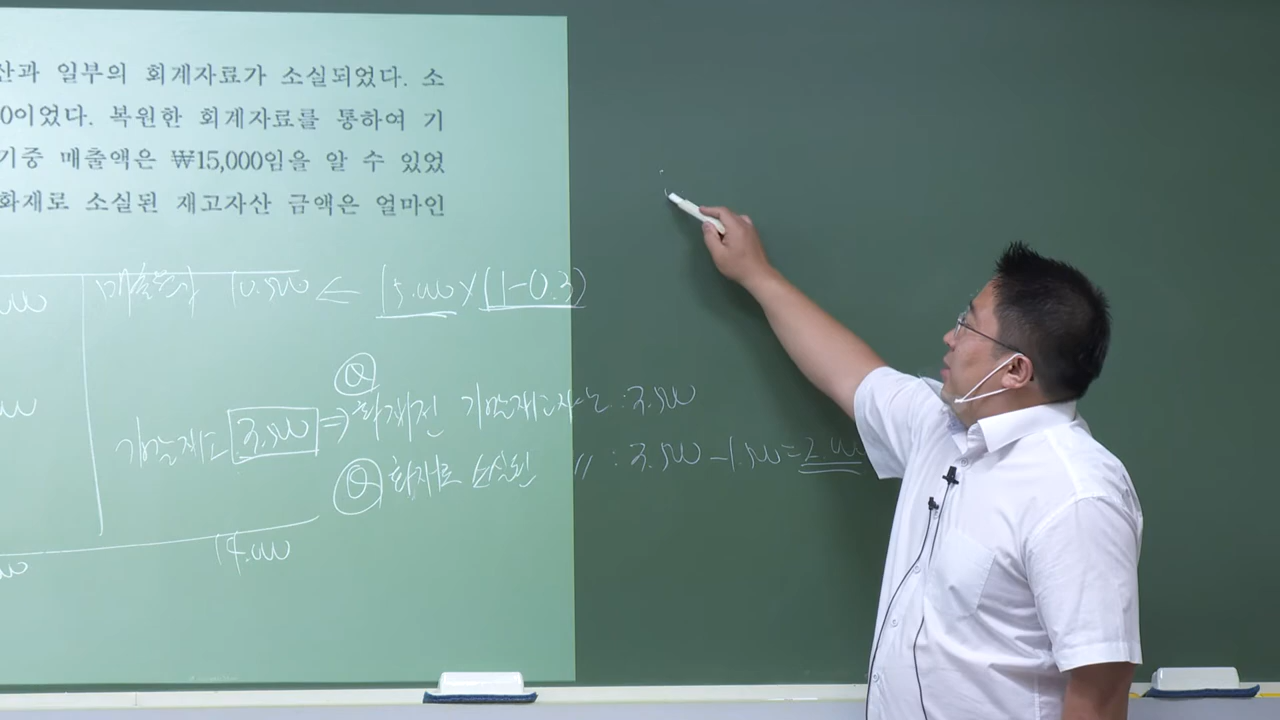 산과 일부의 회계자료가 소실되었다. 소
0이었다. 복원한 회계자료를 통하여 기
기중 매출액은 ₩15,000임을 알 수 있었
화재로 소실된 재고자산 금액은 얼마인
매출원가 10.500 ⇐ 15.000 × (1-0.3)
② 화재전 기말재고자산 : 3.500
기말재고 3.500 ⇒
② 화재로 소실된 〃 : 3.500 - 1.500 = 2.000
14.000